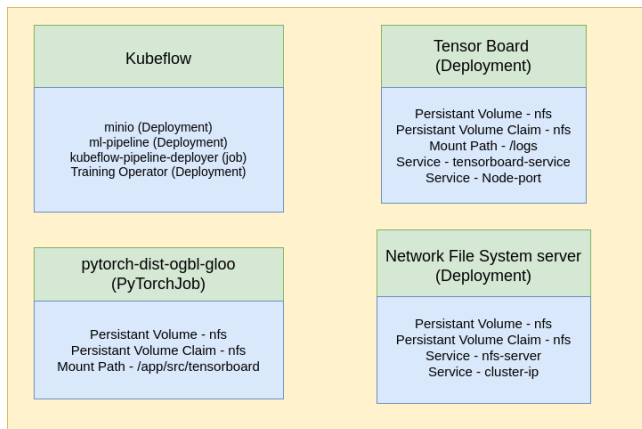 Kubeflow
minio (Deployment)
ml-pipeline (Deployment)
kubeflow-pipeline-deployer (job)
Training Operator (Deployment)
Tensor Board
(Deployment)
Persistant Volume - nfs
Persistant Volume Claim - nfs
Mount Path - /logs
Service - tensorboard-service
Service - Node-port
pytorch-dist-ogbl-gloo
(PyTorchJob)
Persistant Volume - nfs
Persistant Volume Claim - nfs
Mount Path - /app/src/tensorboard
Network File System server
(Deployment)
Persistant Volume - nfs
Persistant Volume Claim - nfs
Service - nfs-server
Service - cluster-ip